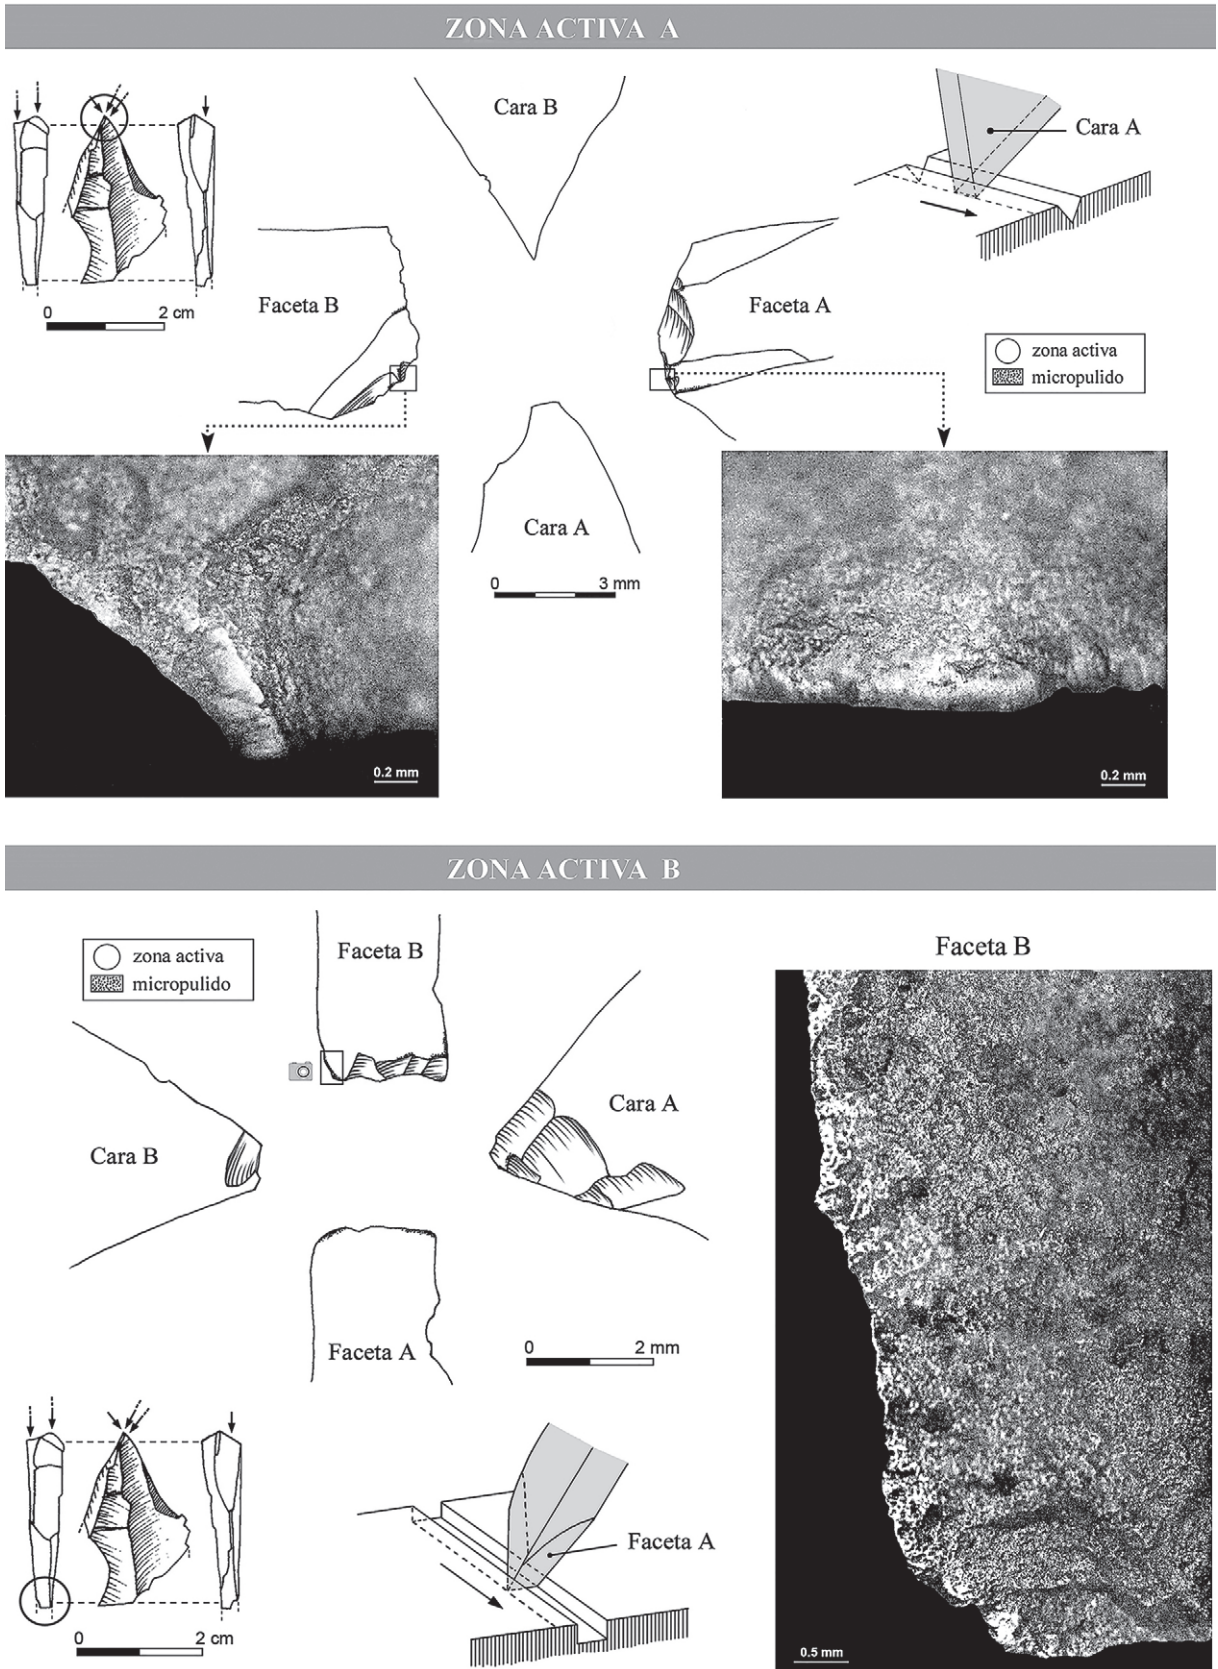 ZONA ACTIVA A
Cara B
Cara A
Faceta B
Faceta A
0 2 cm
zona activa
micropulido
Cara A
0 3 mm
0.2 mm
0.2 mm
ZONA ACTIVA B
zona activa
micropulido
Faceta B
Faceta B
Cara A
Cara B
Faceta A
0 2 mm
Faceta A
0 2 cm
0.5 mm